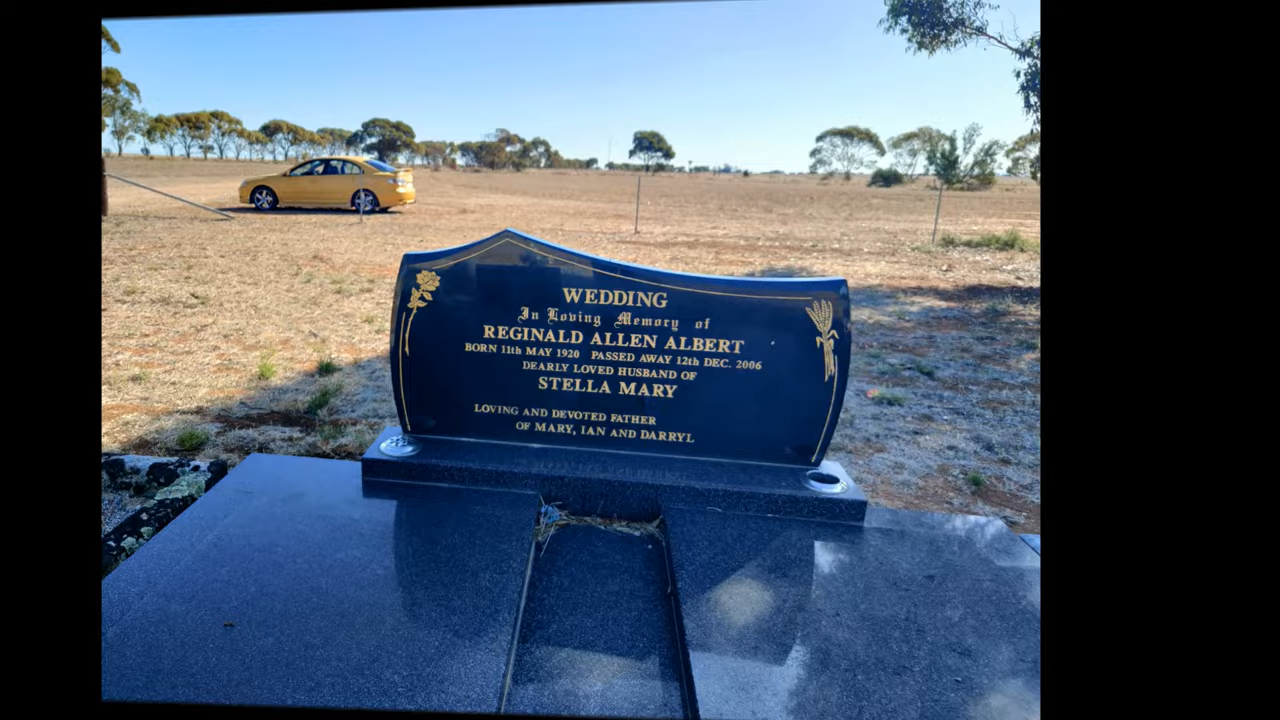 WEDDING
In Loving Memory of
REGINALD ALLEN ALBERT
BORN 11th MAY 1920 PASSED AWAY 12th DEC. 2006
DEARLY LOVED HUSBAND OF
STELLA MARY
LOVING AND DEVOTED FATHER
OF MARY, IAN AND DARRYL